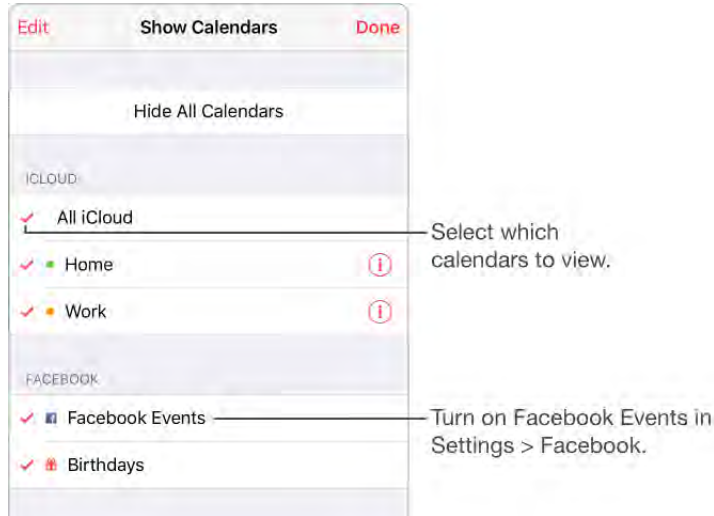 Edit Show Calendars Done
Hide All Calendars
ICLOUD
All iCloud
Select which
calendars to view.
Home
Work
FACEBOOK
Facebook Events
Turn on Facebook Events in
Settings > Facebook.
Birthdays